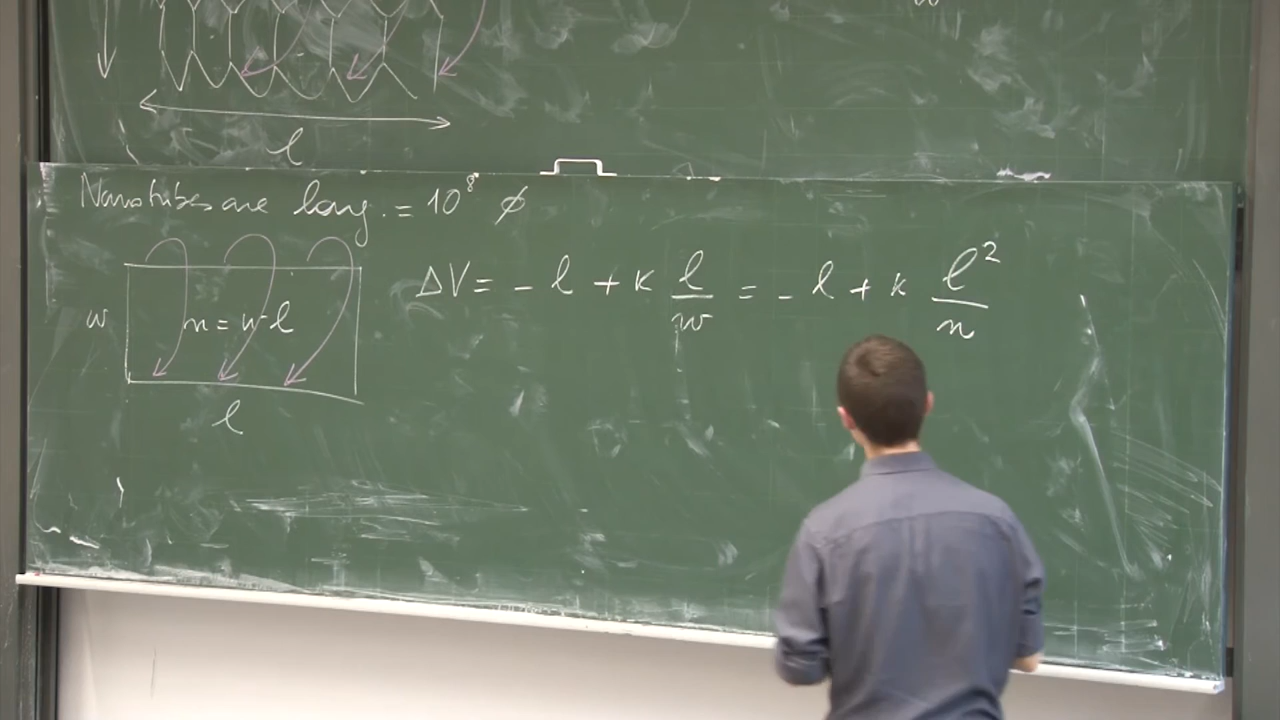 l
Nanotubes are long. = 10⁸ ∅
w
n = w·l
l
ΔV = - l + k l/w = - l + k l²/n